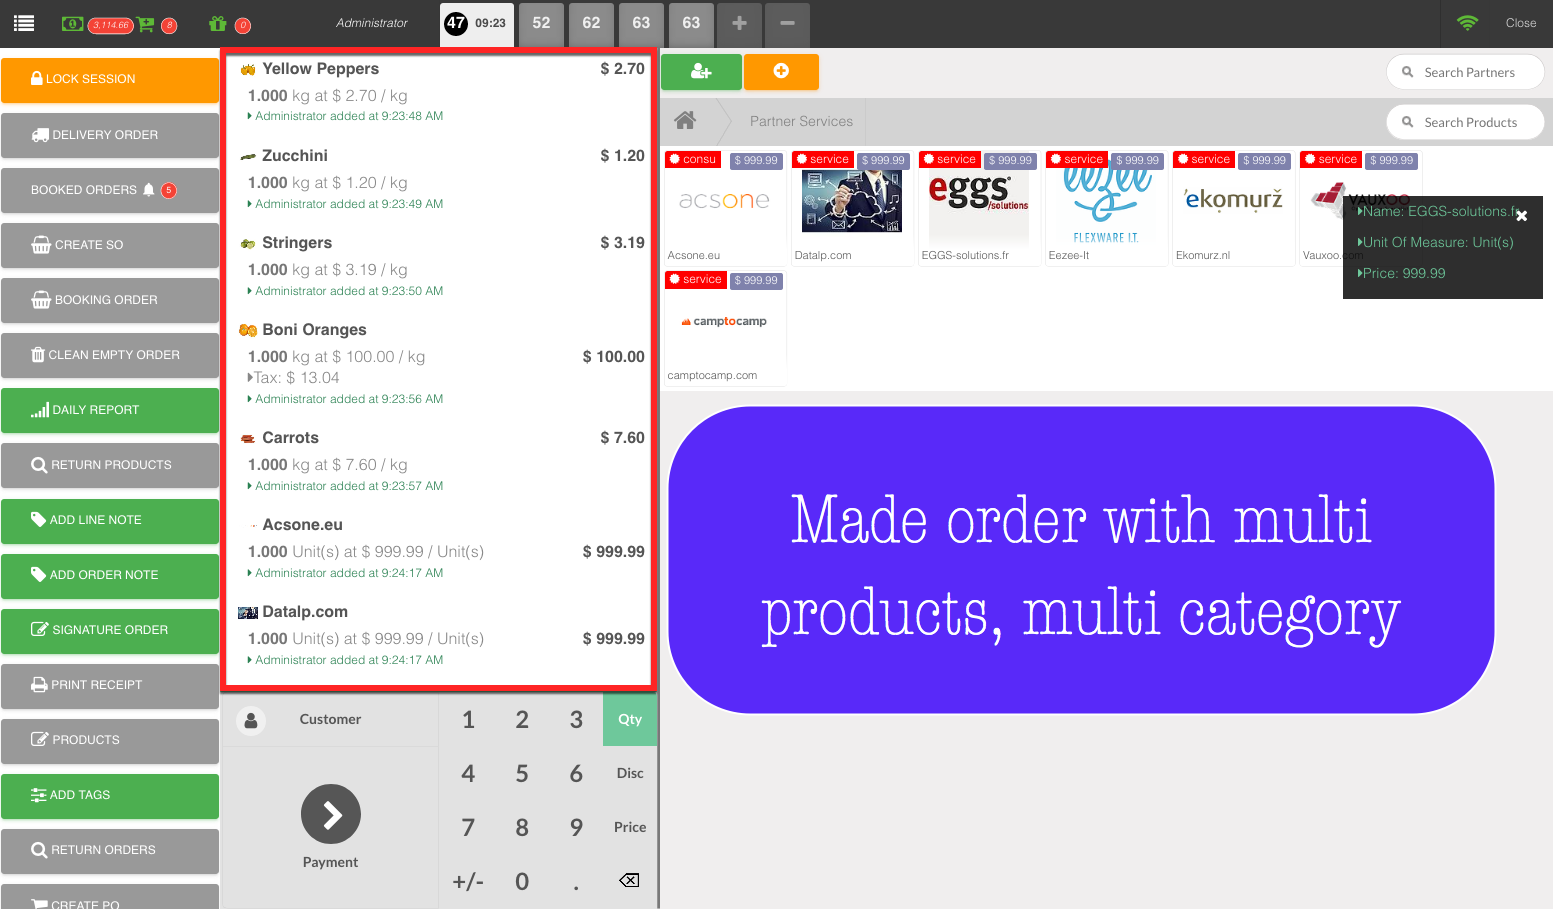 3,114.66
8
0
Administrator
47 09:23
52
62
63
63
Close
LOCK SESSION
DELIVERY ORDER
BOOKED ORDERS 5
CREATE SO
BOOKING ORDER
CLEAN EMPTY ORDER
DAILY REPORT
RETURN PRODUCTS
ADD LINE NOTE
ADD ORDER NOTE
SIGNATURE ORDER
PRINT RECEIPT
PRODUCTS
ADD TAGS
RETURN ORDERS
CREATE PO
Yellow Peppers $ 2.70
1.000 kg at $ 2.70 / kg
Administrator added at 9:23:48 AM
Zucchini $ 1.20
1.000 kg at $ 1.20 / kg
Administrator added at 9:23:49 AM
Stringers $ 3.19
1.000 kg at $ 3.19 / kg
Administrator added at 9:23:50 AM
Boni Oranges
1.000 kg at $ 100.00 / kg $ 100.00
Tax: $ 13.04
Administrator added at 9:23:56 AM
Carrots $ 7.60
1.000 kg at $ 7.60 / kg
Administrator added at 9:23:57 AM
Acsone.eu
1.000 Unit(s) at $ 999.99 / Unit(s) $ 999.99
Administrator added at 9:24:17 AM
Datalp.com
1.000 Unit(s) at $ 999.99 / Unit(s) $ 999.99
Administrator added at 9:24:17 AM
Customer
Payment
1 2 3 Qty
4 5 6 Disc
7 8 9 Price
+/- 0 .
Search Partners
Partner Services
Search Products
consu $ 999.99
acsone
Acsone.eu
service $ 999.99
Datalp.com
service $ 999.99
eggs
/solutions
EGGS-solutions.fr
service $ 999.99
eezee
FLEXWARE I.T.
Eezee-It
service $ 999.99
'ekomurž
Ekomurz.nl
service $ 999.99
VAUXOO
Vauxoo.com
Name: EGGS-solutions.fr
Unit Of Measure: Unit(s)
Price: 999.99
service $ 999.99
camptocamp
camptocamp.com
Made order with multi
products, multi category